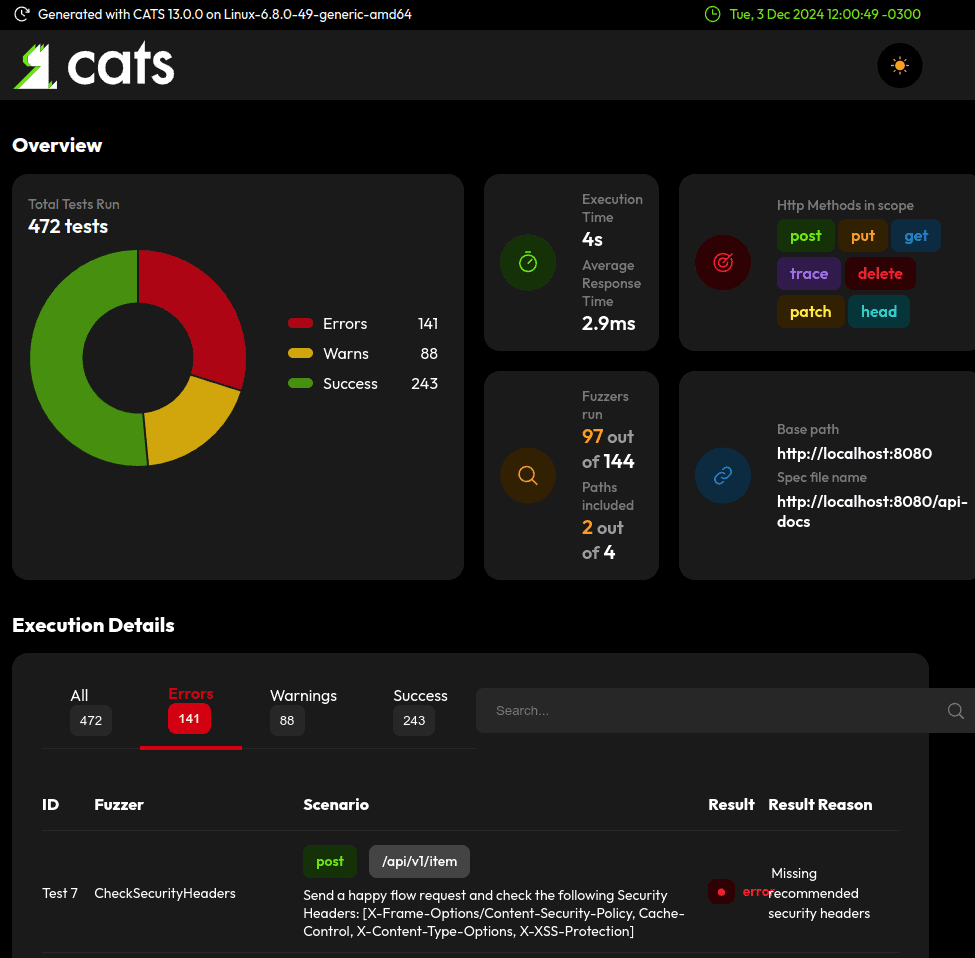 Generated with CATS 13.0.0 on Linux-6.8.0-49-generic-amd64
Tue, 3 Dec 2024 12:00:49 -0300
cats
Overview
Total Tests Run
472 tests
Errors 141
Warns 88
Success 243
Execution
Time
4s
Average
Response
Time
2.9ms
Http Methods in scope
post put get
trace delete
patch head
Fuzzers
run
97 out
of 144
Paths
included
2 out
of 4
Base path
http://localhost:8080
Spec file name
http://localhost:8080/api-
docs
Execution Details
All
472
Errors
141
Warnings
88
Success
243
Search...
ID Fuzzer Scenario Result Result Reason
Test 7
CheckSecurityHeaders
post /api/v1/item
Send a happy flow request and check the following Security
Headers: [X-Frame-Options/Content-Security-Policy, Cache-
Control, X-Content-Type-Options, X-XSS-Protection]
error
Missing
recommended
security headers